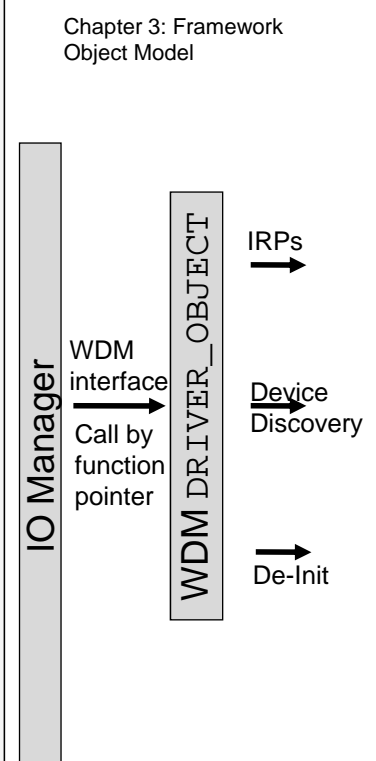 Chapter 3: Framework
Object Model
IO Manager
WDM
interface
Call by
function
pointer
WDM DRIVER_OBJECT
IRPs
Device
Discovery
De-Init